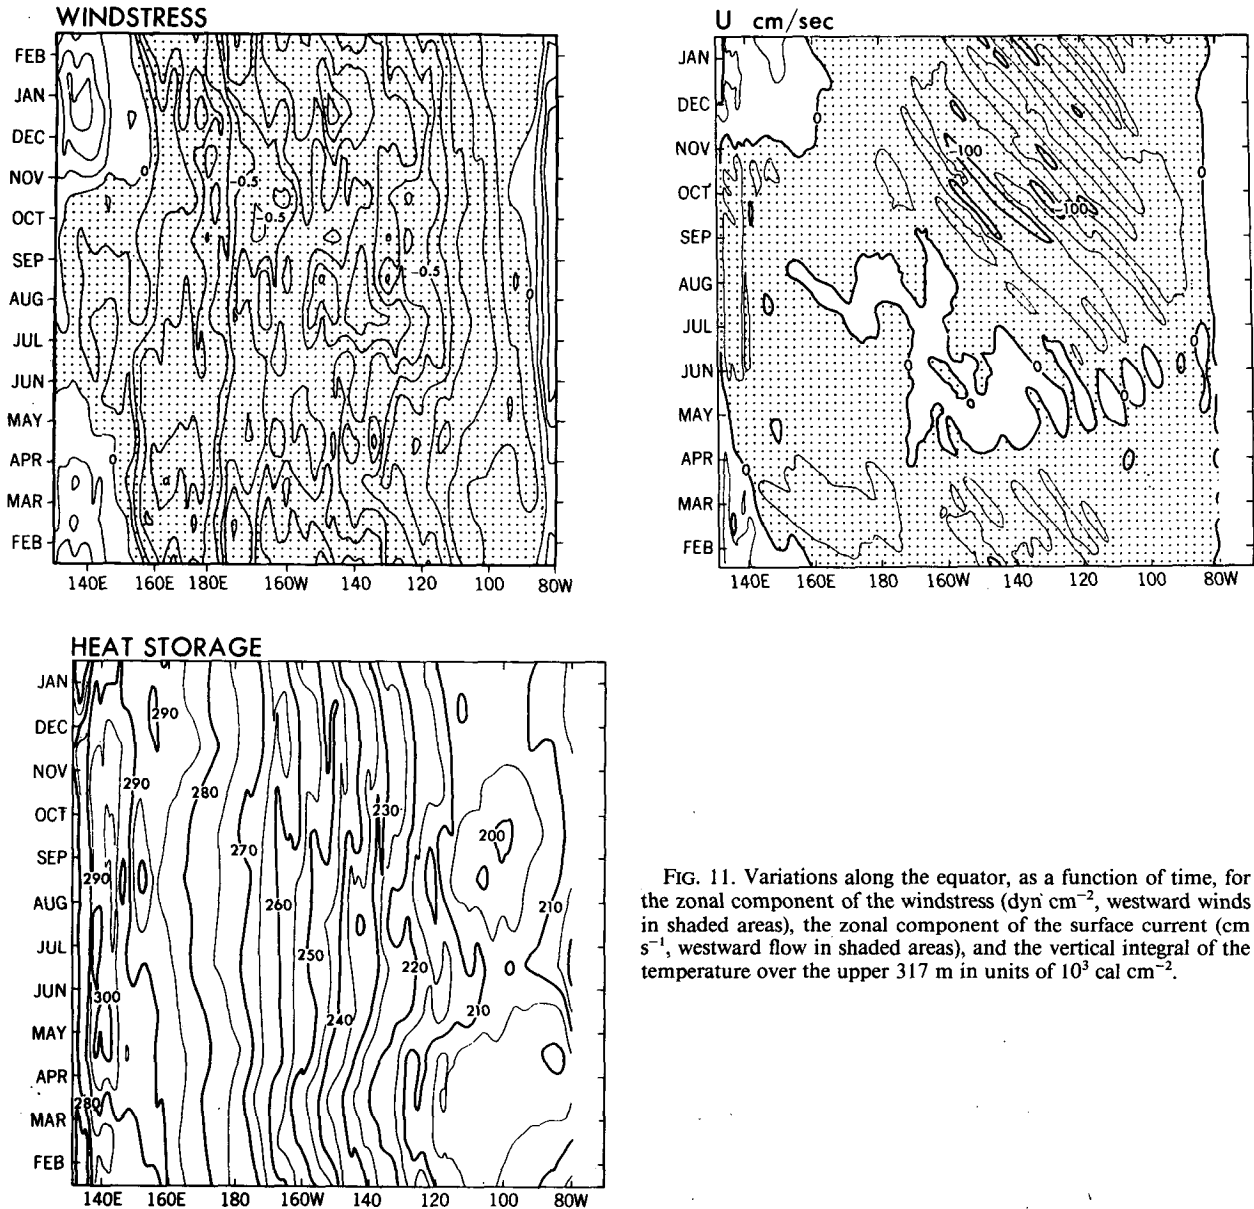 WINDSTRESS
FEB
JAN
DEC
NOV
OCT
SEP
AUG
JUL
JUN
MAY
APR
MAR
FEB
0
-0.5
-0.5
-0.5
0
0
140E 160E 180E 160W 140 120 100 80W
U cm/sec
JAN
DEC
NOV
OCT
SEP
AUG
JUL
JUN
MAY
APR
MAR
FEB
0
-100
0
-100
0
0
0
0
0
0
0
140E 160E 180 160W 140 120 100 80W
HEAT STORAGE
JAN
DEC
NOV
OCT
SEP
AUG
JUL
JUN
MAY
APR
MAR
FEB
290
290
280
230
200
270
290
260
210
250
220
300
210
240
280
140E 160E 180 160W 140 120 100 80W
FIG. 11. Variations along the equator, as a function of time, for
the zonal component of the windstress (dyn cm⁻², westward winds
in shaded areas), the zonal component of the surface current (cm
s⁻¹, westward flow in shaded areas), and the vertical integral of the
temperature over the upper 317 m in units of 10³ cal cm⁻².